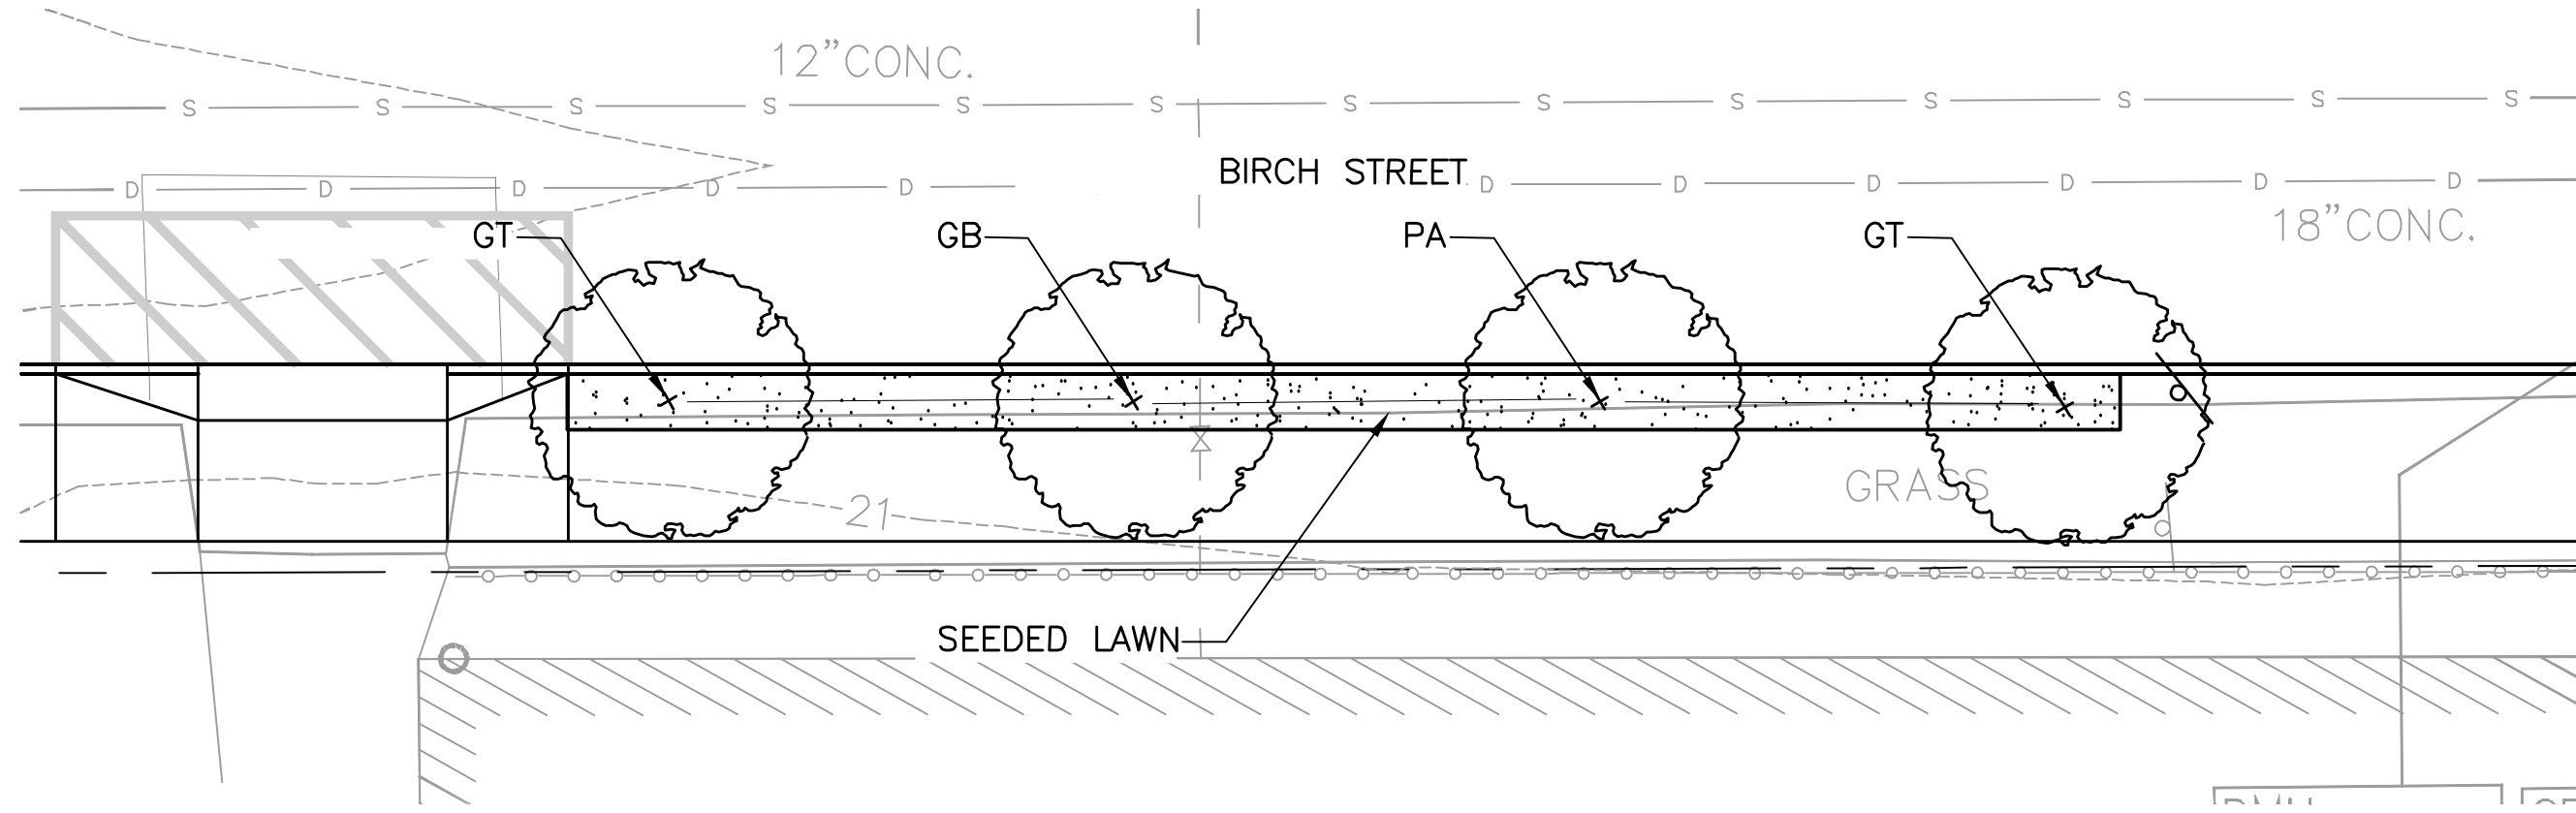 12"CONC.
S S S S S S S S S S S S S
BIRCH STREET
D D D D D D D D D D D
18"CONC.
GT GB PA GT
GRASS
21
SEEDED LAWN